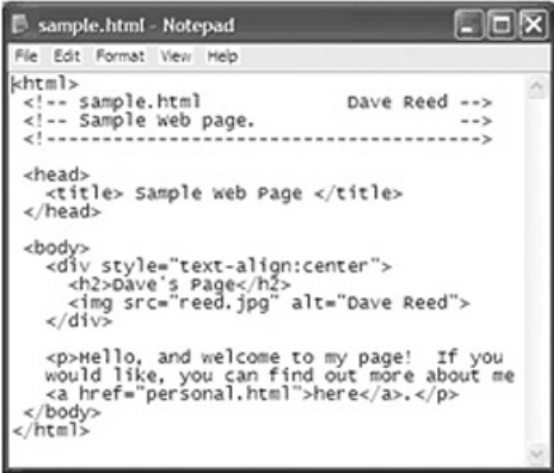 sample.html - Notepad
File Edit Format View Help
<html>
<!-- sample.html Dave Reed -->
<!-- Sample Web page. -->
<!---------------------------------------->
<head>
<title> Sample Web Page </title>
</head>
<body>
<div style="text-align:center">
<h2>Dave's Page</h2>
<img src="reed.jpg" alt="Dave Reed">
</div>
<p>Hello, and welcome to my page! If you
would like, you can find out more about me
<a href="personal.html">here</a>.</p>
</body>
</html>